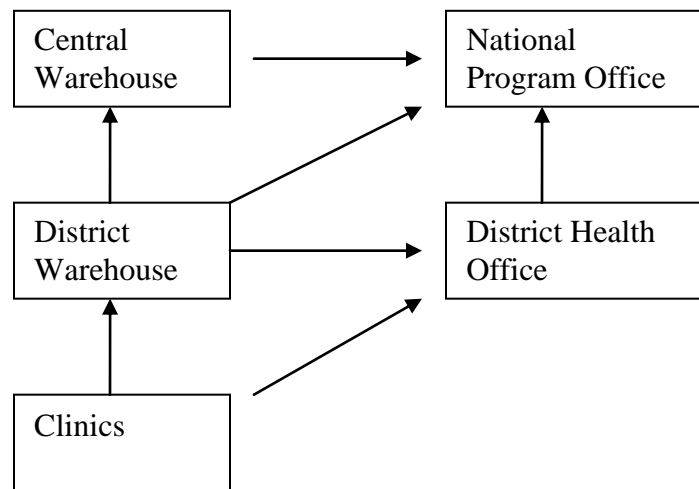 Central
Warehouse
National
Program Office
District
Warehouse
District Health
Office
Clinics